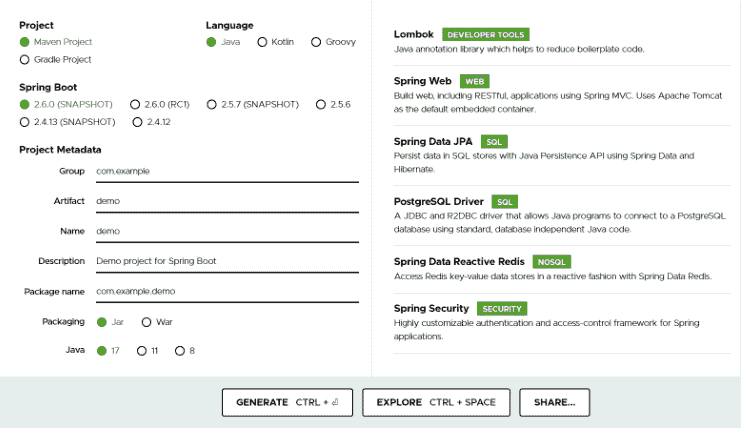 Project
Maven Project
Gradle Project
Language
Java Kotlin Groovy
Spring Boot
2.6.0 (SNAPSHOT) 2.6.0 (RC1) 2.5.7 (SNAPSHOT) 2.5.6
2.4.13 (SNAPSHOT) 2.4.12
Project Metadata
Group com.example
Artifact demo
Name demo
Description Demo project for Spring Boot
Package name com.example.demo
Packaging Jar War
Java 17 11 8
Lombok DEVELOPER TOOLS
Java annotation library which helps to reduce boilerplate code.
Spring Web WEB
Build web, including RESTful, applications using Spring MVC. Uses Apache Tomcat
as the default embedded container.
Spring Data JPA SQL
Persist data in SQL stores with Java Persistence API using Spring Data and
Hibernate.
PostgreSQL Driver SQL
A JDBC and R2DBC driver that allows Java programs to connect to a PostgreSQL
database using standard, database independent Java code.
Spring Data Reactive Redis NOSQL
Access Redis key-value data stores in a reactive fashion with Spring Data Redis.
Spring Security SECURITY
Highly customizable authentication and access-control framework for Spring
applications.
GENERATE CTRL + ⏎ EXPLORE CTRL + SPACE SHARE...